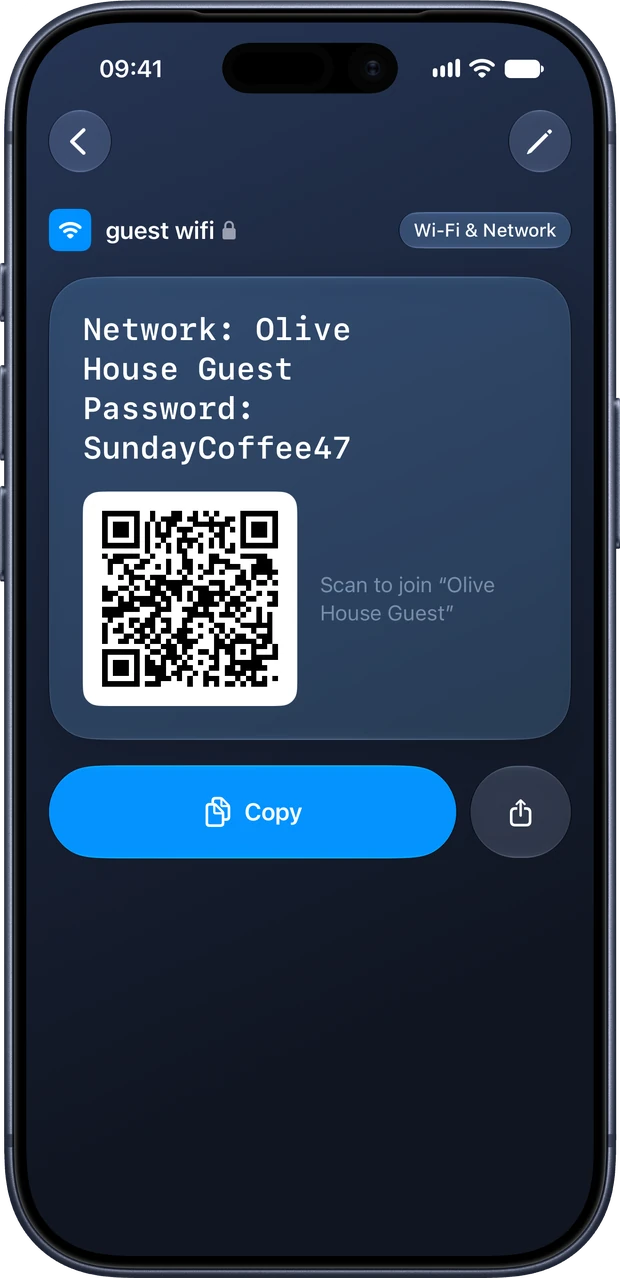 09:41
guest wifi
Wi-Fi & Network
Network: Olive
House Guest
Password:
SundayCoffee47
Scan to join “Olive
House Guest”
Copy